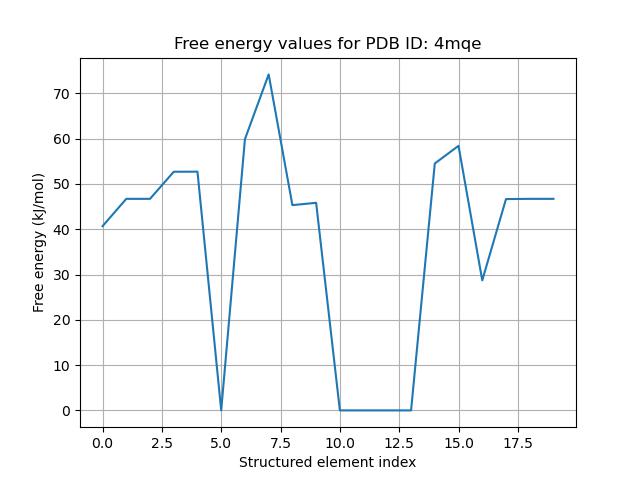 Free energy values for PDB ID: 4mqe
Free energy (kJ/mol)
70
60
50
40
30
20
10
0
0.0 2.5 5.0 7.5 10.0 12.5 15.0 17.5
Structured element index